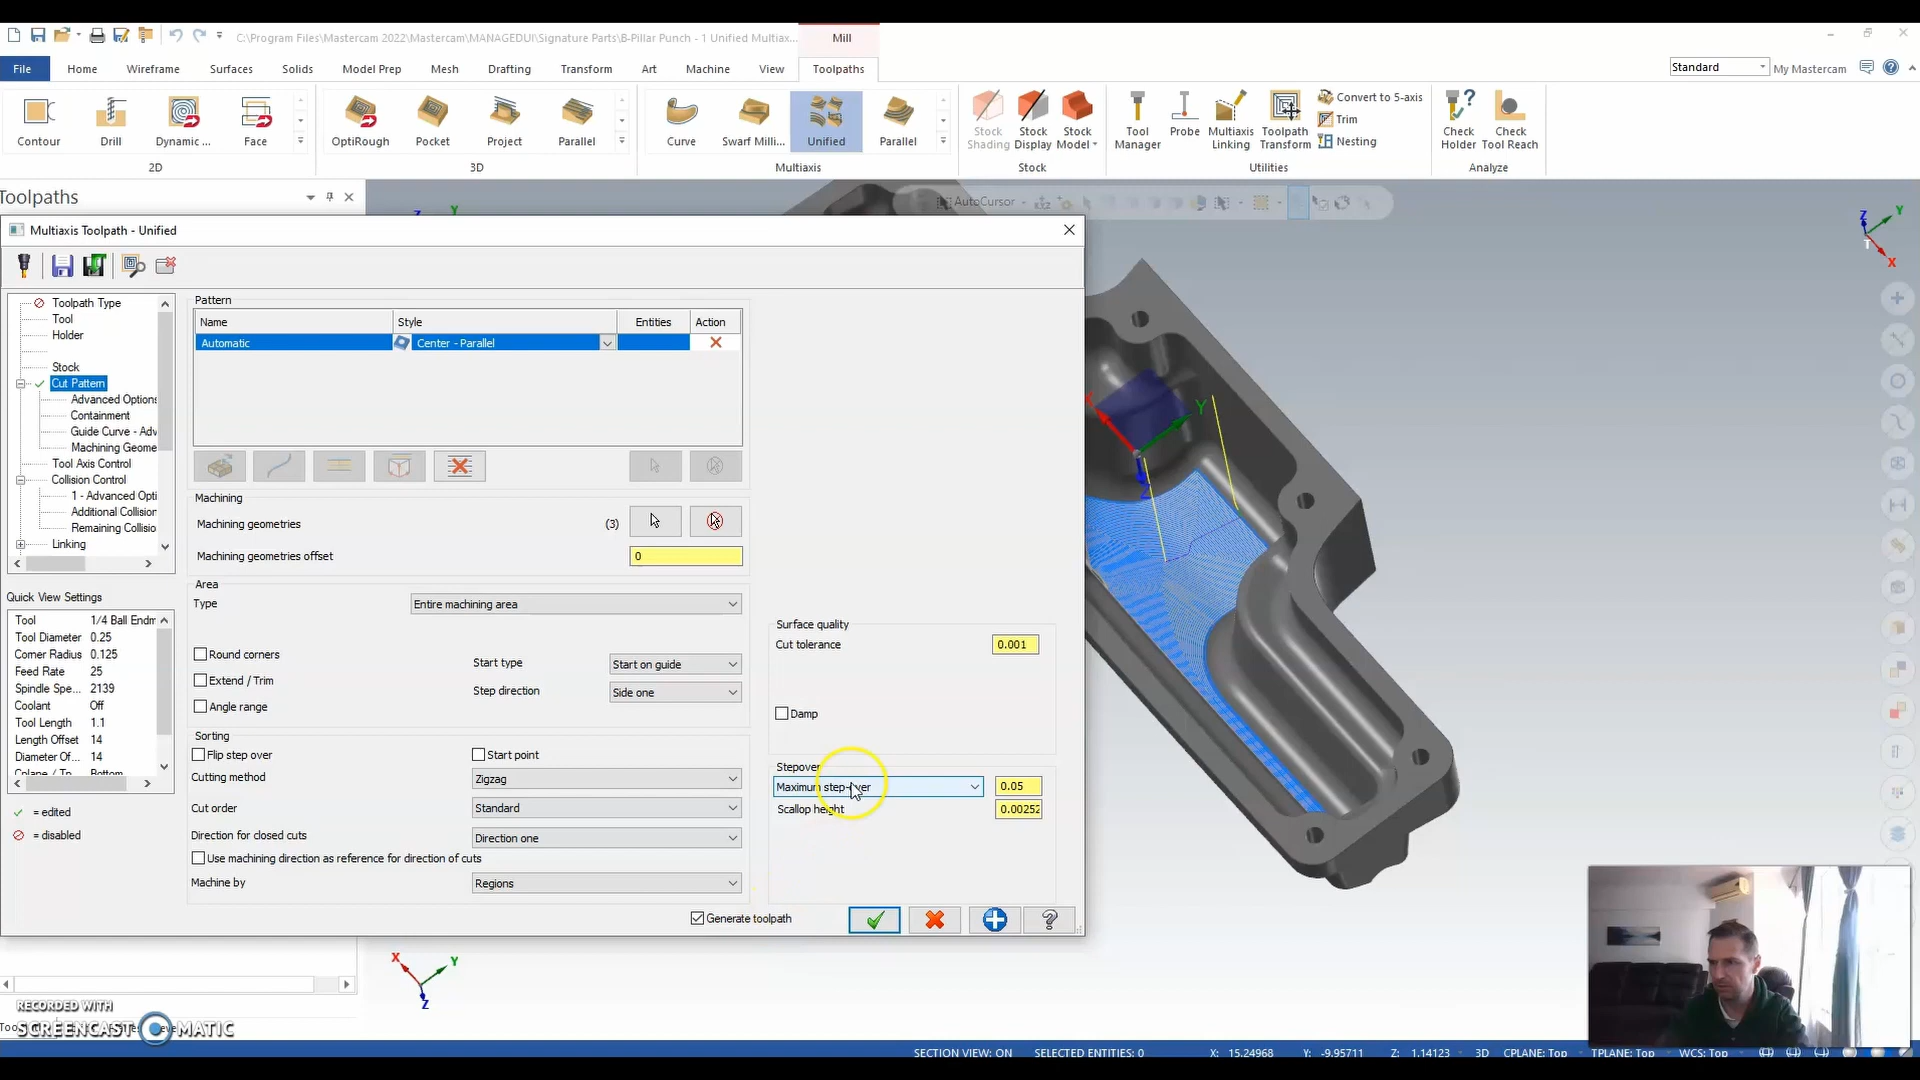 C:\Program Files\Mastercam 2022\Mastercam\MANAGEDUI\Signature Parts\B-Pillar Punch - 1 Unified Multiax...
Mill
File Home Wireframe Surfaces Solids Model Prep Mesh Drafting Transform Art Machine View Toolpaths
Standard My Mastercam
Contour Drill Dynamic ... Face
OptiRough Pocket Project Parallel
Curve Swarf Milli... Unified Parallel
Stock Shading Stock Display Stock Model
Tool Manager Probe Multiaxis Linking Toolpath Transform
Convert to 5-axis
Trim
Nesting
Check Holder Check Tool Reach
2D 3D Multiaxis Stock Utilities Analyze
Toolpaths
AutoCursor
Multiaxis Toolpath - Unified
Toolpath Type
Tool
Holder
Stock
Cut Pattern
Advanced Options
Containment
Guide Curve - Adv
Machining Geome
Tool Axis Control
Collision Control
1 - Advanced Opti
Additional Collision
Remaining Collisio
Linking
Quick View Settings
Tool 1/4 Ball Endm
Tool Diameter 0.25
Corner Radius 0.125
Feed Rate 25
Spindle Spe... 2139
Coolant Off
Tool Length 1.1
Length Offset 14
Diameter Of... 14
Cplane / Tp Bottom
= edited
= disabled
Pattern
Name Style Entities Action
Automatic Center - Parallel
Machining
Machining geometries (3)
Machining geometries offset 0
Area
Type Entire machining area
Round corners
Extend / Trim
Angle range
Start type Start on guide
Step direction Side one
Sorting
Flip step over Start point
Cutting method Zigzag
Cut order Standard
Direction for closed cuts Direction one
Use machining direction as reference for direction of cuts
Machine by Regions
Surface quality
Cut tolerance 0.001
Damp
Stepover
Maximum step-over 0.05
Scallop height 0.00252
Generate toolpath
Z Y
Z Y T X
X Y Z
X Y Z
RECORDED WITH
SCREENCAST MATIC
SECTION VIEW: ON SELECTED ENTITIES: 0 X: 15.24968 Y: -9.95711 Z: 1.14123 3D CPLANE: Top TPLANE: Top WCS: Top